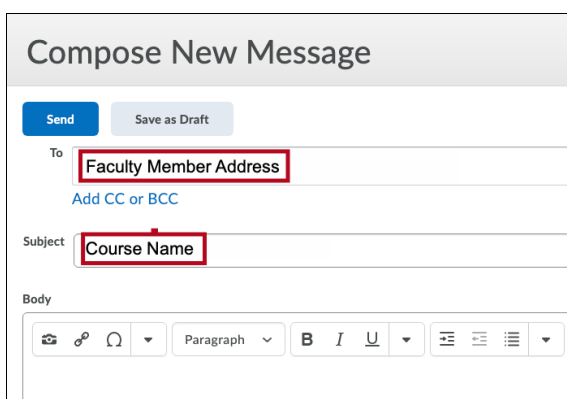 Compose New Message
Send Save as Draft
To Faculty Member Address
Add CC or BCC
Subject Course Name
Body
Ω Paragraph B I U